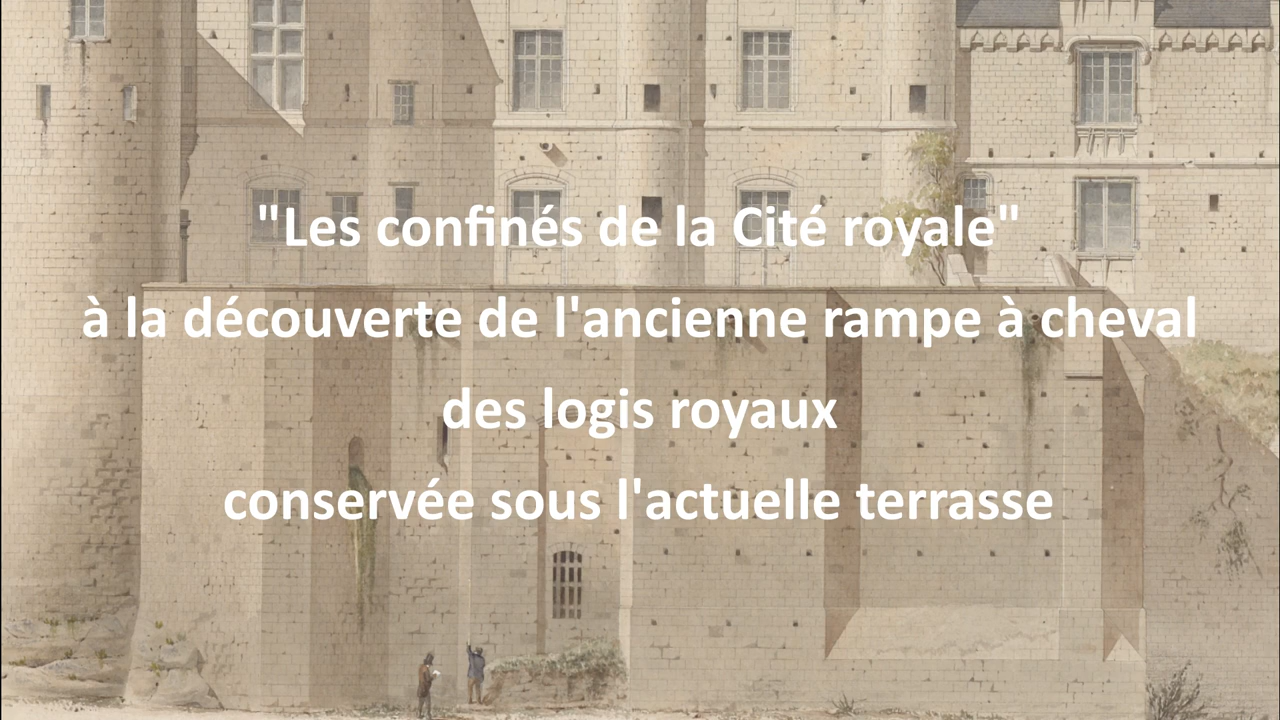 "Les confinés de la Cité royale"
à la découverte de l'ancienne rampe à cheval
des logis royaux
conservée sous l'actuelle terrasse